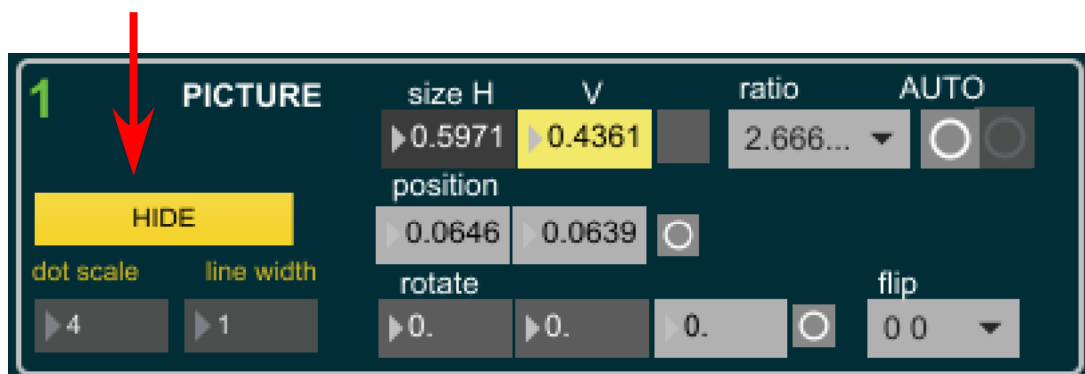 1 PICTURE size H V ratio AUTO
0.5971 0.4361 2.666...
position
HIDE 0.0646 0.0639
dot scale line width rotate flip
4 1 0. 0. 0. 0 0